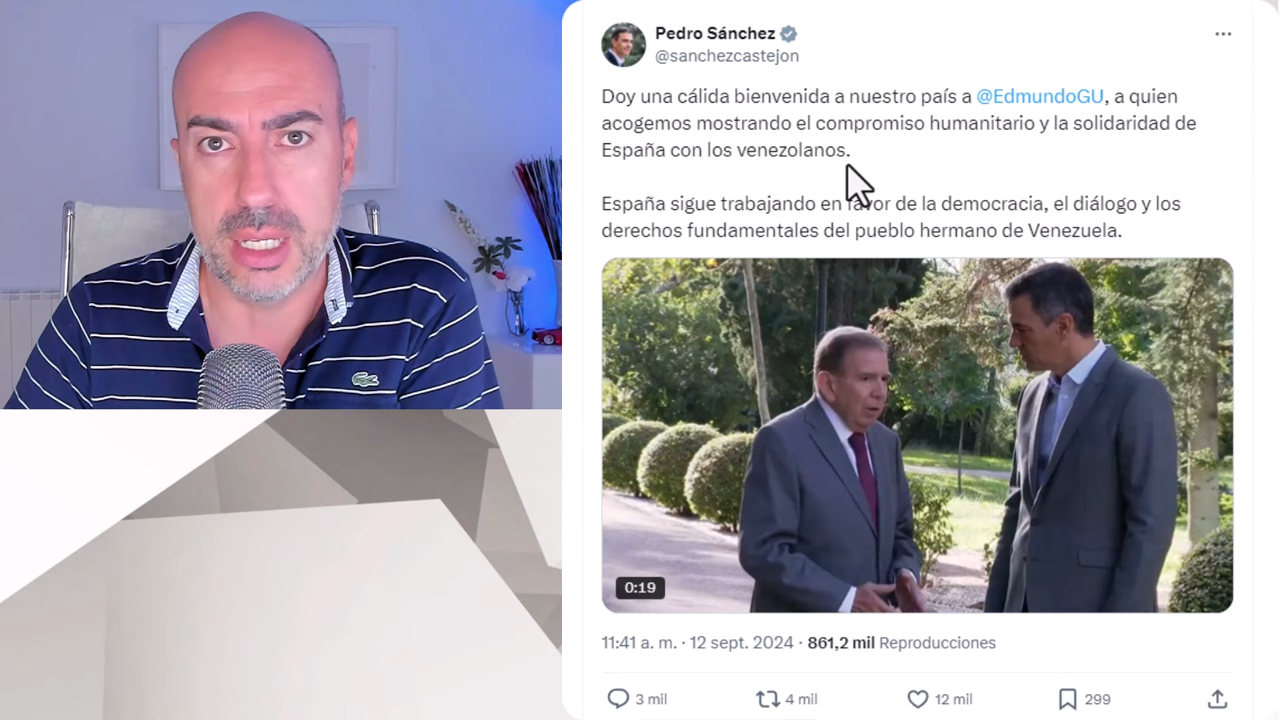 Pedro Sánchez
@sanchezcastejon
Doy una cálida bienvenida a nuestro país a @EdmundoGU, a quien
acogemos mostrando el compromiso humanitario y la solidaridad de
España con los venezolanos.
España sigue trabajando en favor de la democracia, el diálogo y los
derechos fundamentales del pueblo hermano de Venezuela.
0:19
11:41 a. m. · 12 sept. 2024 · 861,2 mil Reproducciones
3 mil
4 mil
12 mil
299